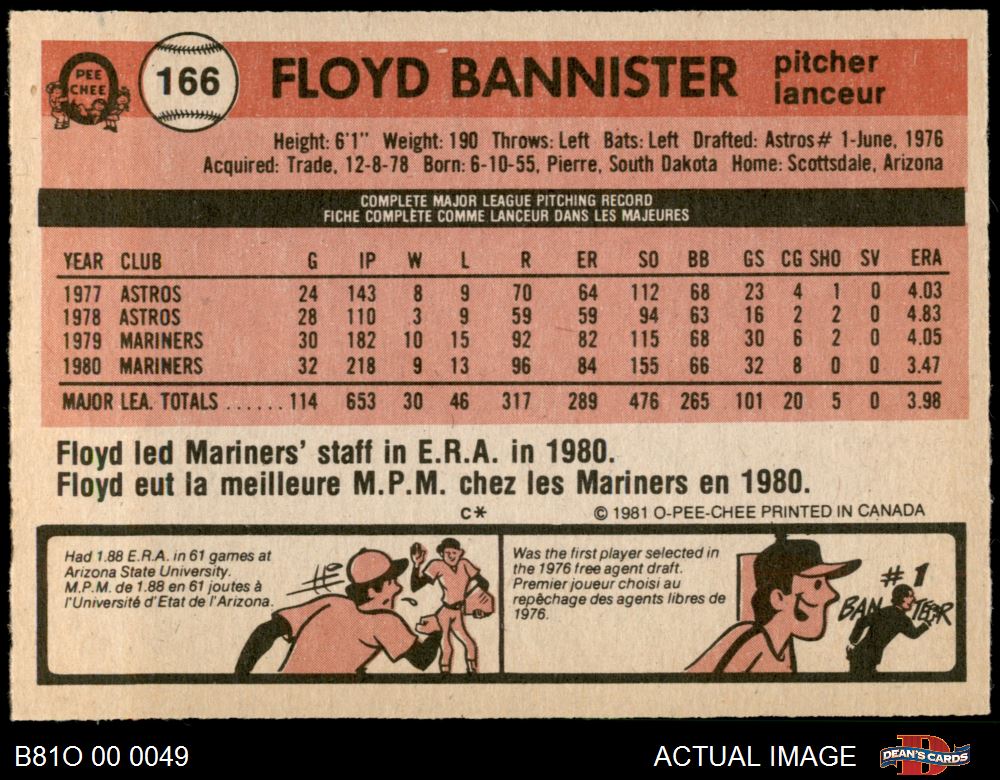 O
PEE
CHEE
166
FLOYD BANNISTER
pitcher
lanceur
Height: 6'1" Weight: 190 Throws: Left Bats: Left Drafted: Astros# 1-June, 1976
Acquired: Trade, 12-8-78 Born: 6-10-55, Pierre, South Dakota Home: Scottsdale, Arizona
COMPLETE MAJOR LEAGUE PITCHING RECORD
FICHE COMPLÈTE COMME LANCEUR DANS LES MAJEURES
YEAR CLUB G IP W L R ER SO BB GS CG SHO SV ERA
1977 ASTROS 24 143 8 9 70 64 112 68 23 4 1 0 4.03
1978 ASTROS 28 110 3 9 59 59 94 63 16 2 2 0 4.83
1979 MARINERS 30 182 10 15 92 82 115 68 30 6 2 0 4.05
1980 MARINERS 32 218 9 13 96 84 155 66 32 8 0 0 3.47
MAJOR LEA. TOTALS ...... 114 653 30 46 317 289 476 265 101 20 5 0 3.98
Floyd led Mariners' staff in E.R.A. in 1980.
Floyd eut la meilleure M.P.M. chez les Mariners en 1980.
C* © 1981 O-PEE-CHEE PRINTED IN CANADA
Had 1.88 E.R.A. in 61 games at
Arizona State University.
M.P.M. de 1.88 en 61 joutes à
l'Université d'Etat de l'Arizona.
Was the first player selected in
the 1976 free agent draft.
Premier joueur choisi au
repêchage des agents libres de
1976.
#1
BAN TER
B81O 00 0049
ACTUAL IMAGE
DEAN'S CARDS